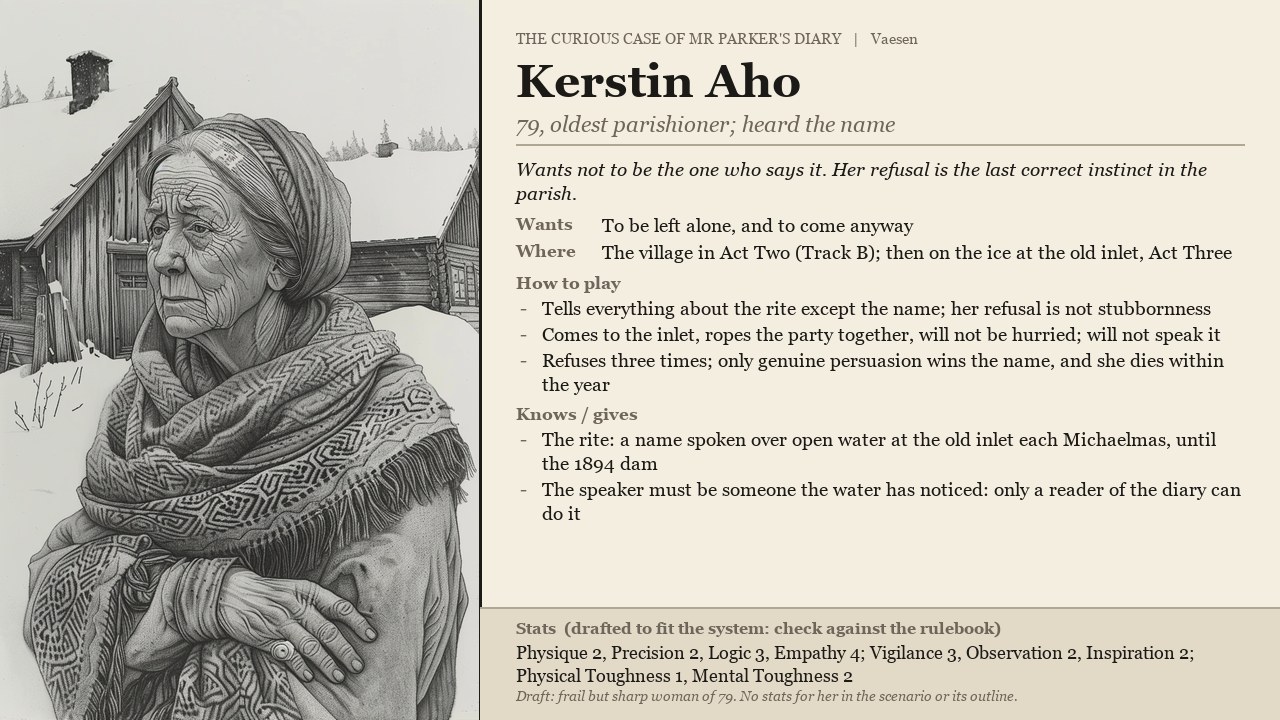 THE CURIOUS CASE OF MR PARKER'S DIARY | Vaesen
Kerstin Aho
79, oldest parishioner; heard the name
Wants not to be the one who says it. Her refusal is the last correct instinct in the
parish.
Wants To be left alone, and to come anyway
Where The village in Act Two (Track B); then on the ice at the old inlet, Act Three
How to play
- Tells everything about the rite except the name; her refusal is not stubbornness
- Comes to the inlet, ropes the party together, will not be hurried; will not speak it
- Refuses three times; only genuine persuasion wins the name, and she dies within
the year
Knows / gives
- The rite: a name spoken over open water at the old inlet each Michaelmas, until
the 1894 dam
- The speaker must be someone the water has noticed: only a reader of the diary can
do it
Stats (drafted to fit the system: check against the rulebook)
Physique 2, Precision 2, Logic 3, Empathy 4; Vigilance 3, Observation 2, Inspiration 2;
Physical Toughness 1, Mental Toughness 2
Draft: frail but sharp woman of 79. No stats for her in the scenario or its outline.